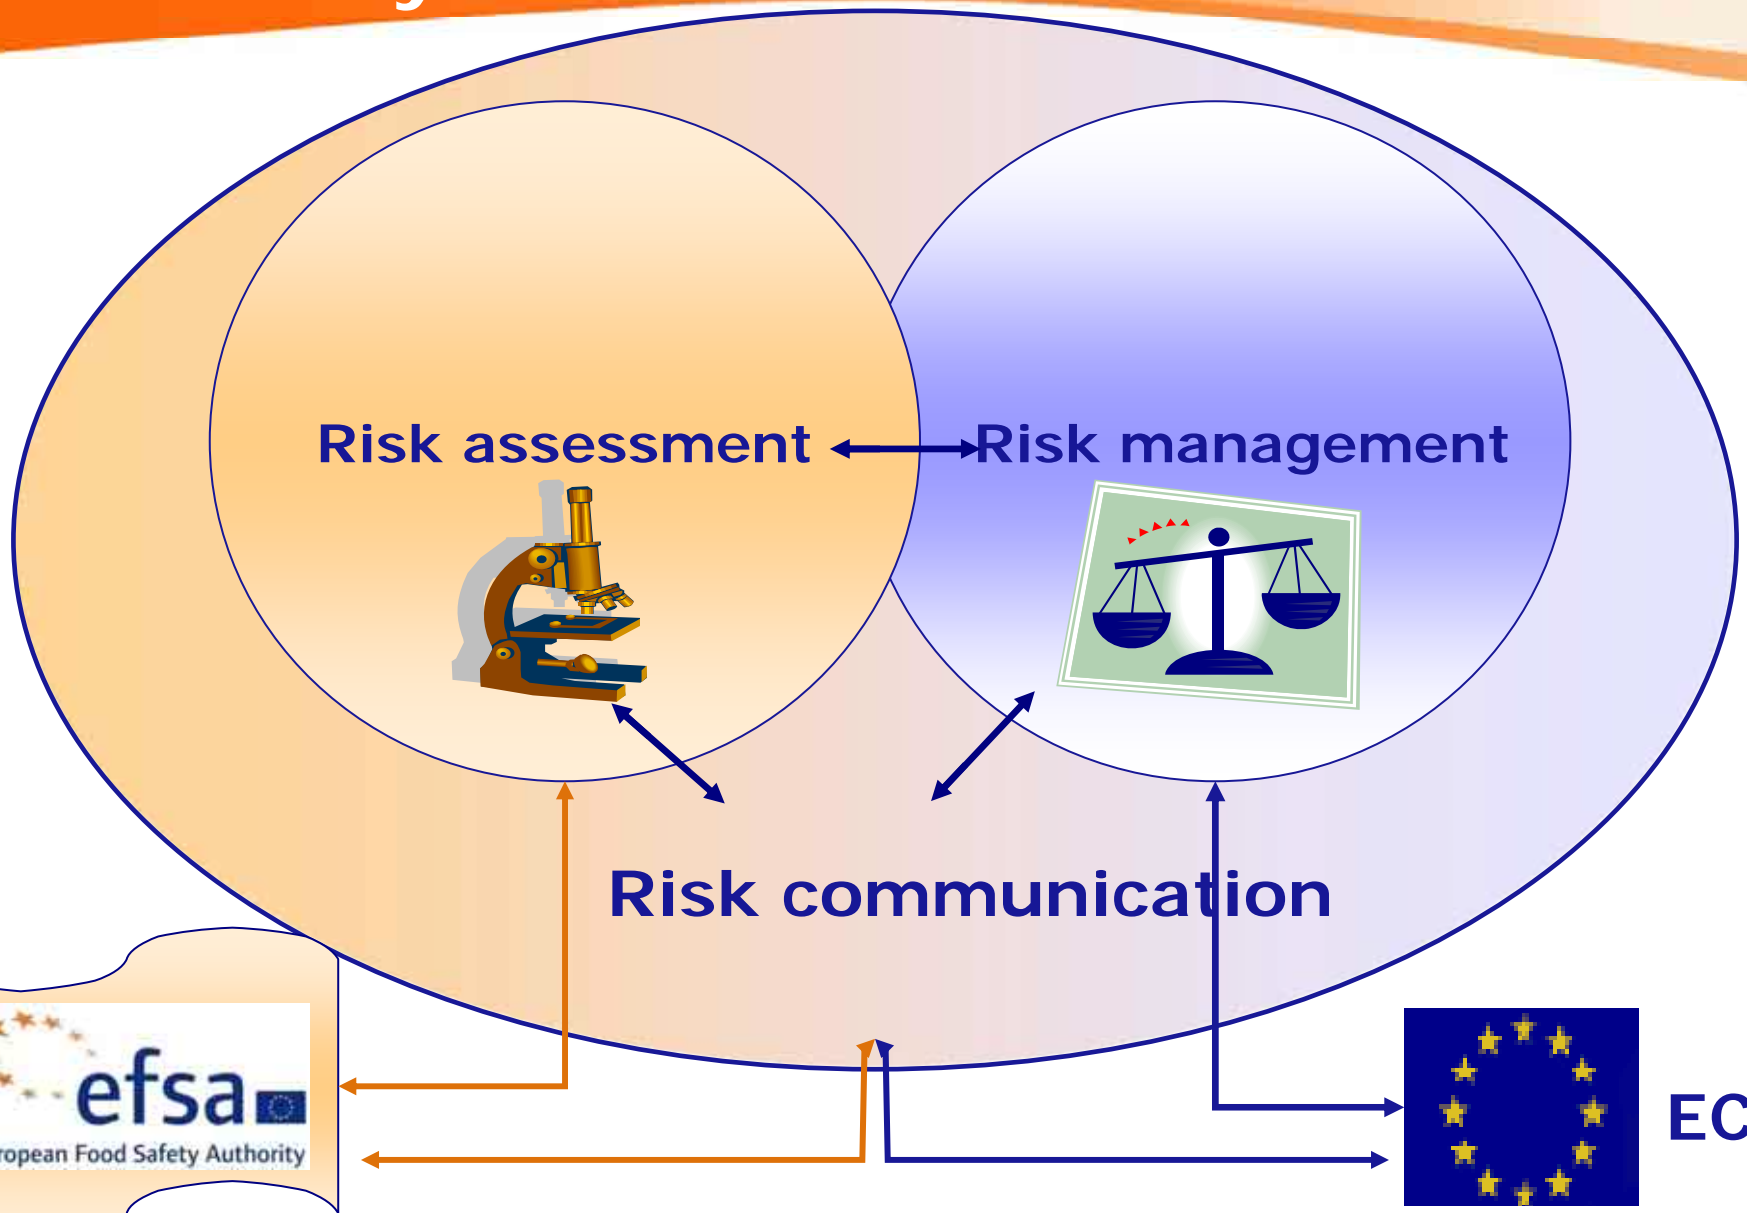 Risk assessment
Risk management
Risk communication
efsa
ropean Food Safety Authority
EC